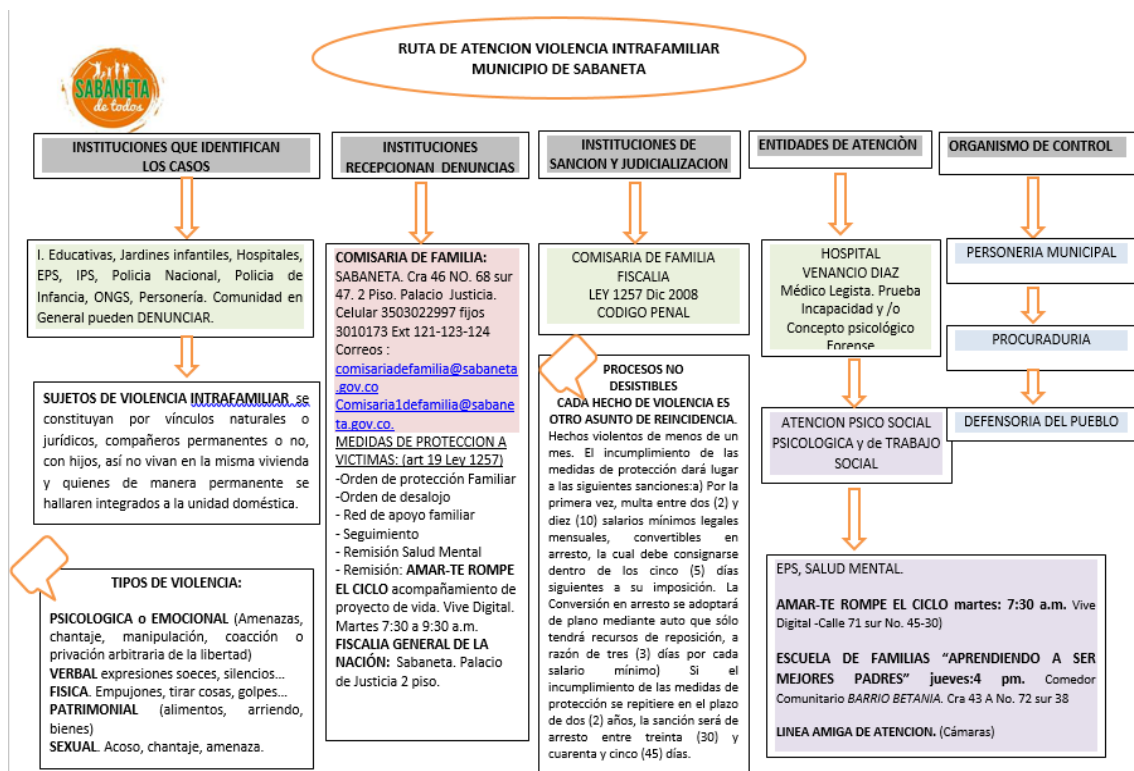 RUTA DE ATENCION VIOLENCIA INTRAFAMILIAR
MUNICIPIO DE SABANETA
SABANETA
de todos
INSTITUCIONES QUE IDENTIFICAN
LOS CASOS
I. Educativas, Jardines infantiles, Hospitales,
EPS, IPS, Policia Nacional, Policia de
Infancia, ONGS, Personería. Comunidad en
General pueden DENUNCIAR.
SUJETOS DE VIOLENCIA INTRAFAMILIAR se
constituyan por vínculos naturales o
jurídicos, compañeros permanentes o no,
con hijos, así no vivan en la misma vivienda
y quienes de manera permanente se
hallaren integrados a la unidad doméstica.
TIPOS DE VIOLENCIA:
PSICOLOGICA o EMOCIONAL (Amenazas,
chantaje, manipulación, coacción o
privación arbitraria de la libertad)
VERBAL expresiones soeces, silencios...
FISICA. Empujones, tirar cosas, golpes...
PATRIMONIAL (alimentos, arriendo,
bienes)
SEXUAL. Acoso, chantaje, amenaza.
INSTITUCIONES
RECEPCIONAN DENUNCIAS
COMISARIA DE FAMILIA:
SABANETA. Cra 46 NO. 68 sur
47. 2 Piso. Palacio Justicia.
Celular 3503022997 fijos
3010173 Ext 121-123-124
Correos :
comisariadefamilia@sabaneta
.gov.co
Comisaria1defamilia@sabane
ta.gov.co.
MEDIDAS DE PROTECCION A
VICTIMAS: (art 19 Ley 1257)
-Orden de protección Familiar
-Orden de desalojo
- Red de apoyo familiar
- Seguimiento
- Remisión Salud Mental
- Remisión: AMAR-TE ROMPE
EL CICLO acompañamiento de
proyecto de vida. Vive Digital.
Martes 7:30 a 9:30 a.m.
FISCALIA GENERAL DE LA
NACIÓN: Sabaneta. Palacio
de Justicia 2 piso.
INSTITUCIONES DE
SANCION Y JUDICIALIZACION
COMISARIA DE FAMILIA
FISCALIA
LEY 1257 Dic 2008
CODIGO PENAL
PROCESOS NO
DESISTIBLES
CADA HECHO DE VIOLENCIA ES
OTRO ASUNTO DE REINCIDENCIA.
Hechos violentos de menos de un
mes. El incumplimiento de las
medidas de protección dará lugar
a las siguientes sanciones:a) Por la
primera vez, multa entre dos (2) y
diez (10) salarios mínimos legales
mensuales, convertibles en
arresto, la cual debe consignarse
dentro de los cinco (5) días
siguientes a su imposición. La
Conversión en arresto se adoptará
de plano mediante auto que sólo
tendrá recursos de reposición, a
razón de tres (3) días por cada
salario mínimo) Si el
incumplimiento de las medidas de
protección se repitiere en el plazo
de dos (2) años, la sanción será de
arresto entre treinta (30) y
cuarenta y cinco (45) días.
ENTIDADES DE ATENCIÒN
HOSPITAL
VENANCIO DIAZ
Médico Legista. Prueba
Incapacidad y /o
Concepto psicológico
Forense
ATENCION PSICO SOCIAL
PSICOLOGICA y de TRABAJO
SOCIAL
EPS, SALUD MENTAL.
AMAR-TE ROMPE EL CICLO martes: 7:30 a.m. Vive
Digital -Calle 71 sur No. 45-30)
ESCUELA DE FAMILIAS “APRENDIENDO A SER
MEJORES PADRES” jueves:4 pm. Comedor
Comunitario BARRIO BETANIA. Cra 43 A No. 72 sur 38
LINEA AMIGA DE ATENCION. (Cámaras)
ORGANISMO DE CONTROL
PERSONERIA MUNICIPAL
PROCURADURIA
DEFENSORIA DEL PUEBLO